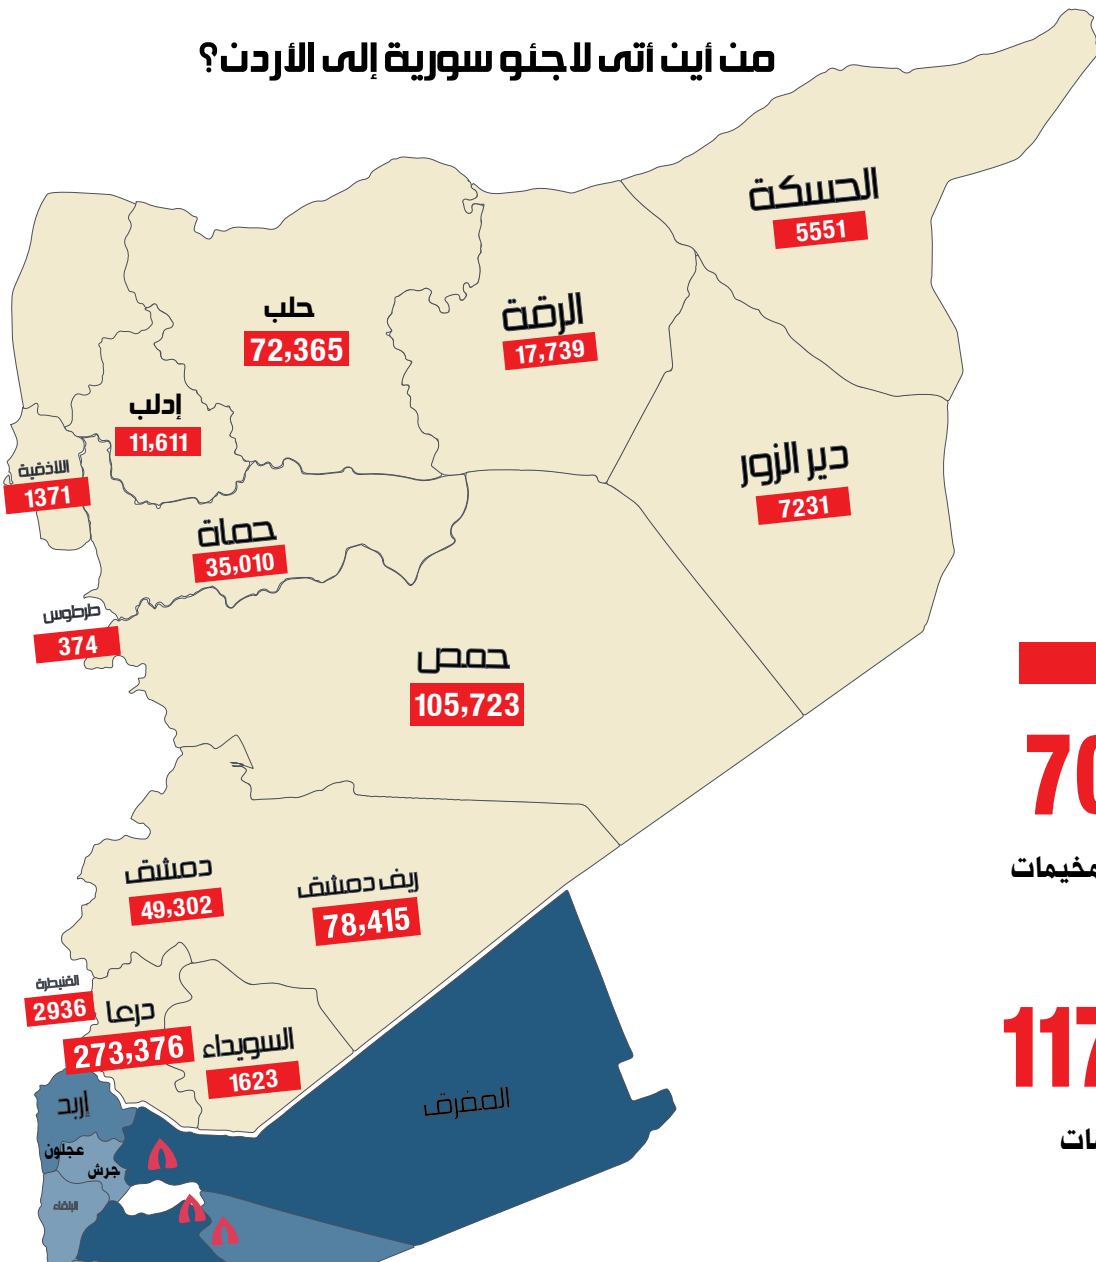 من أين أتى لاجئو سورية إلى الأردن؟
الحسكة
5551
الرقة
17,739
حلب
72,365
إدلب
11,611
دير الزور
7231
اللاذقية
1371
حماة
35,010
طرطوس
374
حمص
105,723
70
مخيمات
دمشق
49,302
ريف دمشق
78,415
القنيطرة
2936
درعا
273,376
السويداء
1623
117
ات
المفرق
إربد
عجلون
جرش
البلقاء